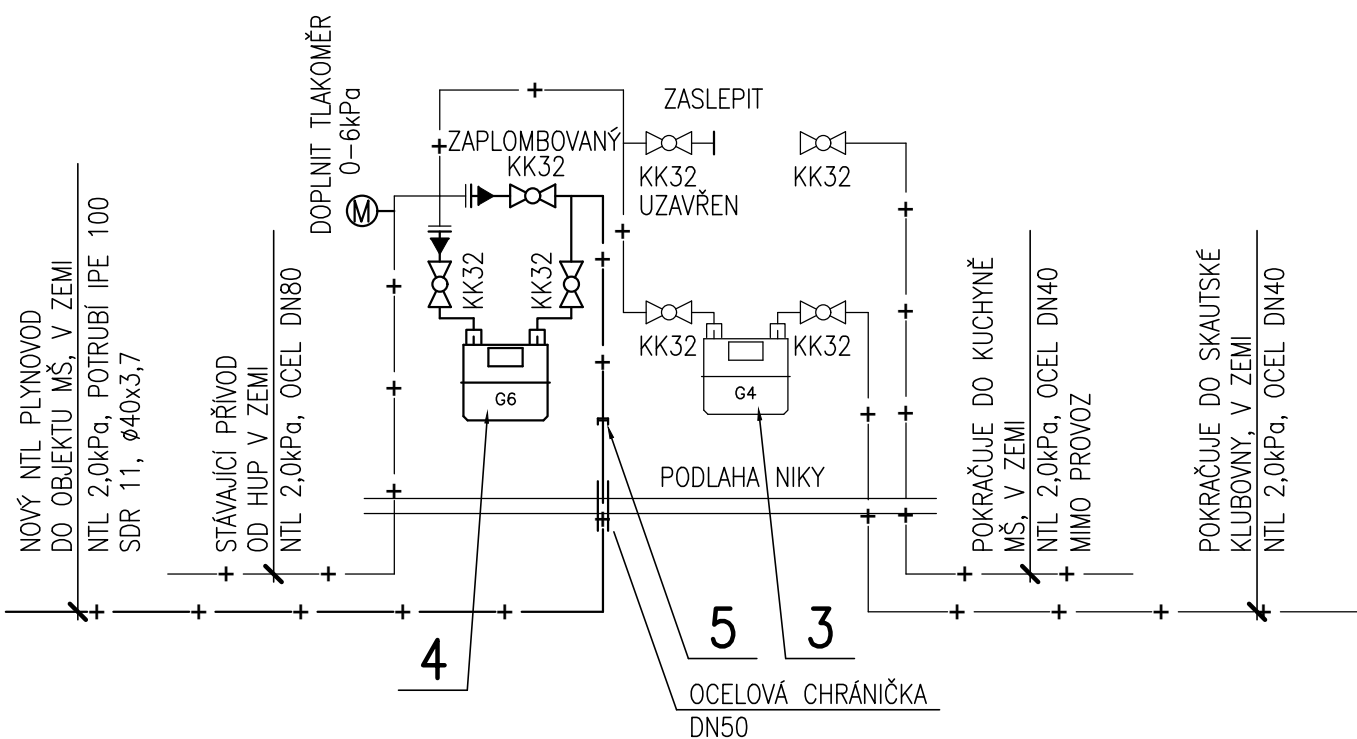 DOPLNIT TLAKOMĚR
0-6kPa
M
ZASLEPIT
ZAPLOMBOVANÝ
KK32
KK32
UZAVŘEN
KK32
KK32
KK32
KK32
KK32
G6
G4
PODLAHA NIKY
NOVÝ NTL PLYNOVOD
DO OBJEKTU MŠ, V ZEMI
NTL 2,0kPa, POTRUBÍ IPE 100
SDR 11, ø40x3,7
STÁVAJÍCÍ PŘÍVOD
OD HUP V ZEMI
NTL 2,0kPa, OCEL DN80
POKRAČUJE DO KUCHYNĚ
MŠ, V ZEMI
NTL 2,0kPa, OCEL DN40
MIMO PROVOZ
POKRAČUJE DO SKAUTSKÉ
KLUBOVNY, V ZEMI
NTL 2,0kPa, OCEL DN40
4
5
3
OCELOVÁ CHRÁNIČKA
DN50